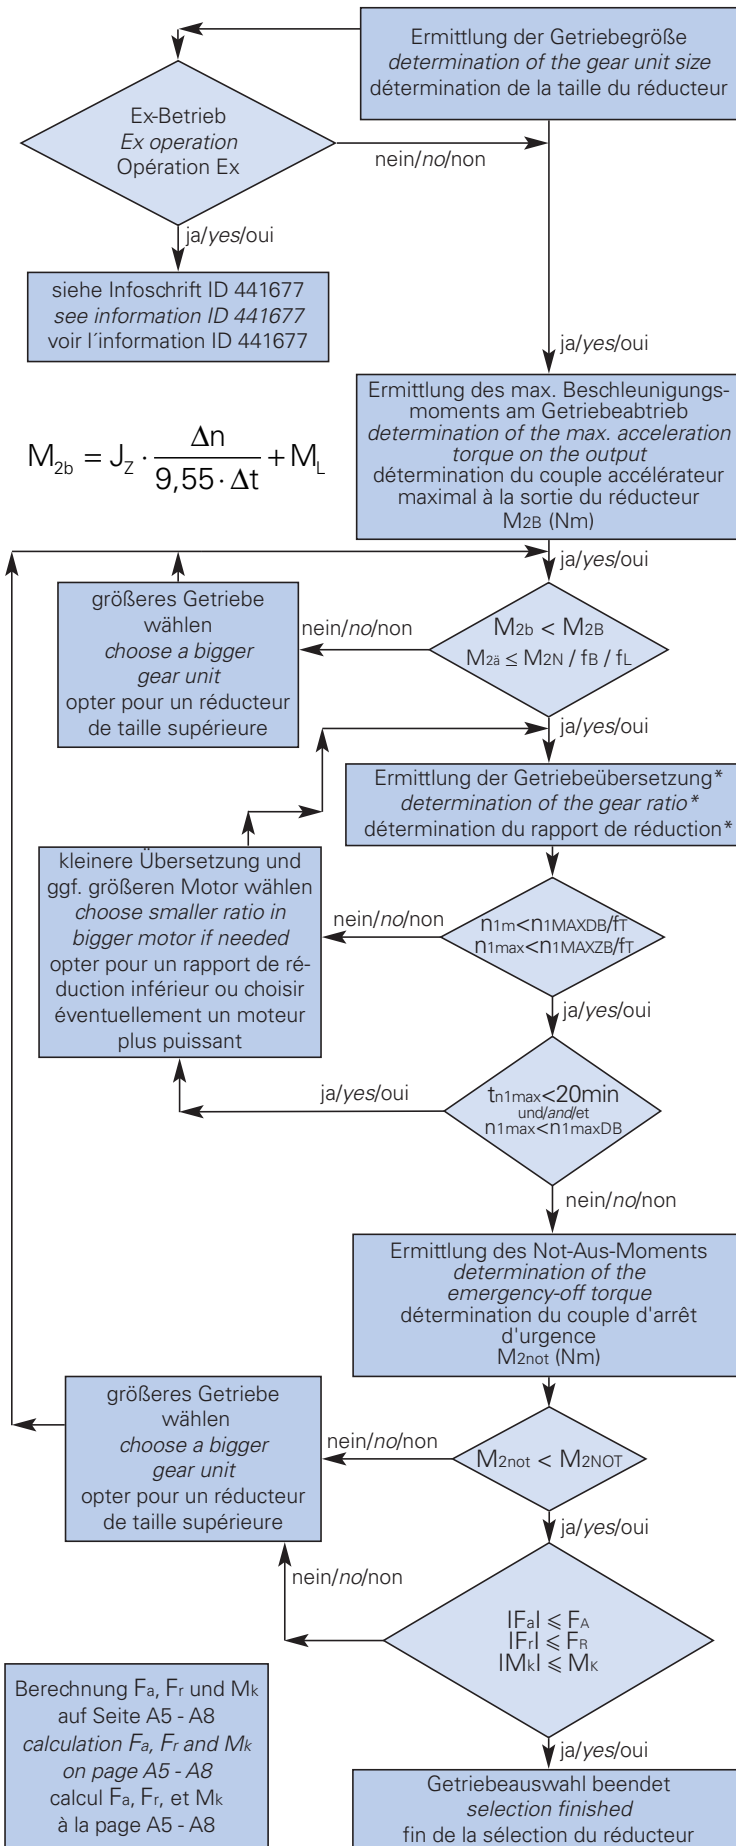 Ermittlung der Getriebegröße
determination of the gear unit size
détermination de la taille du réducteur
Ex-Betrieb
Ex operation
Opération Ex
nein/no/non
ja/yes/oui
siehe Infoschrift ID 441677
see information ID 441677
voir l´information ID 441677
ja/yes/oui
Ermittlung des max. Beschleunigungs-
moments am Getriebeabtrieb
determination of the max. acceleration
torque on the output
détermination du couple accélérateur
maximal à la sortie du réducteur
M2B (Nm)
M2b = JZ · Δn / 9,55 · Δt + ML
ja/yes/oui
größeres Getriebe
wählen
choose a bigger
gear unit
opter pour un réducteur
de taille supérieure
nein/no/non
M2b < M2B
M2ä ≤ M2N / fB / fL
ja/yes/oui
Ermittlung der Getriebeübersetzung*
determination of the gear ratio*
détermination du rapport de réduction*
kleinere Übersetzung und
ggf. größeren Motor wählen
choose smaller ratio in
bigger motor if needed
opter pour un rapport de ré-
duction inférieur ou choisir
éventuellement un moteur
plus puissant
nein/no/non
n1m<n1MAXDB/fT
n1max<n1MAXZB/fT
ja/yes/oui
ja/yes/oui
tn1max<20min
und/and/et
n1max<n1maxDB
nein/no/non
Ermittlung des Not-Aus-Moments
determination of the
emergency-off torque
détermination du couple d'arrêt
d'urgence
M2not (Nm)
größeres Getriebe
wählen
choose a bigger
gear unit
opter pour un réducteur
de taille supérieure
nein/no/non
M2not < M2NOT
ja/yes/oui
nein/no/non
|Fa| ≤ FA
|Fr| ≤ FR
|Mk| ≤ MK
ja/yes/oui
Berechnung Fa, Fr und Mk
auf Seite A5 - A8
calculation Fa, Fr and Mk
on page A5 - A8
calcul Fa, Fr, et Mk
à la page A5 - A8
Getriebeauswahl beendet
selection finished
fin de la sélection du réducteur